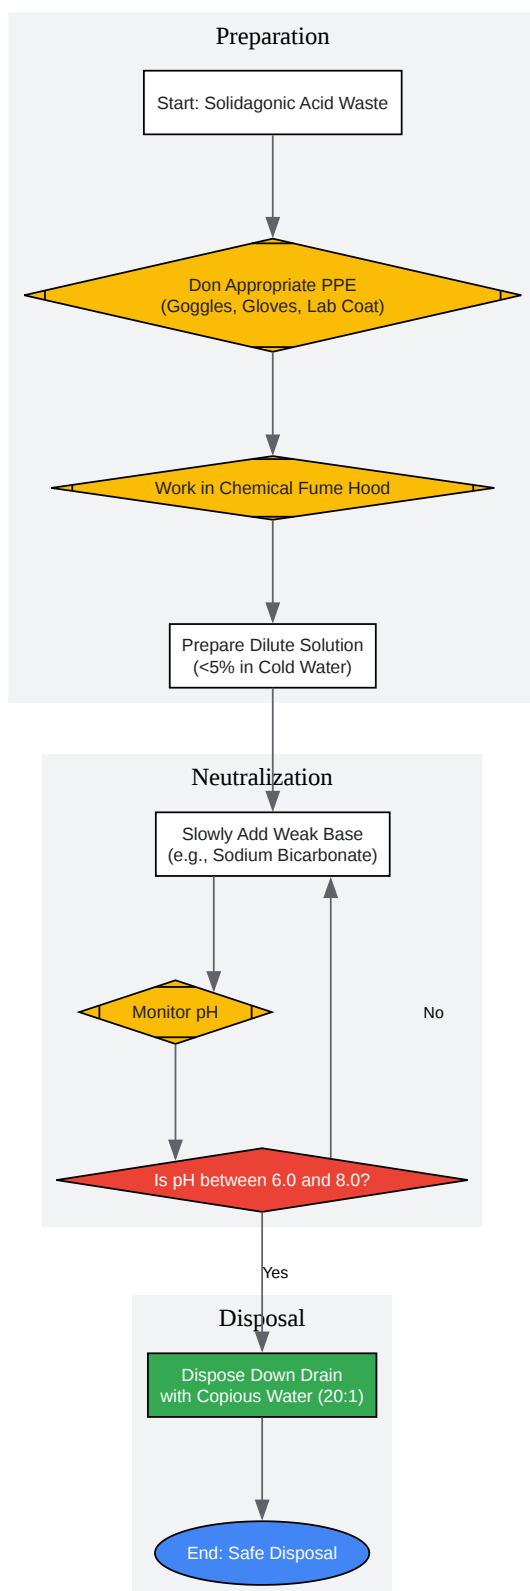 Preparation
Start: Solidagonic Acid Waste
Don Appropriate PPE
(Goggles, Gloves, Lab Coat)
Work in Chemical Fume Hood
Prepare Dilute Solution
(<5% in Cold Water)
Neutralization
Slowly Add Weak Base
(e.g., Sodium Bicarbonate)
Monitor pH
No
Is pH between 6.0 and 8.0?
Yes
Disposal
Dispose Down Drain
with Copious Water (20:1)
End: Safe Disposal